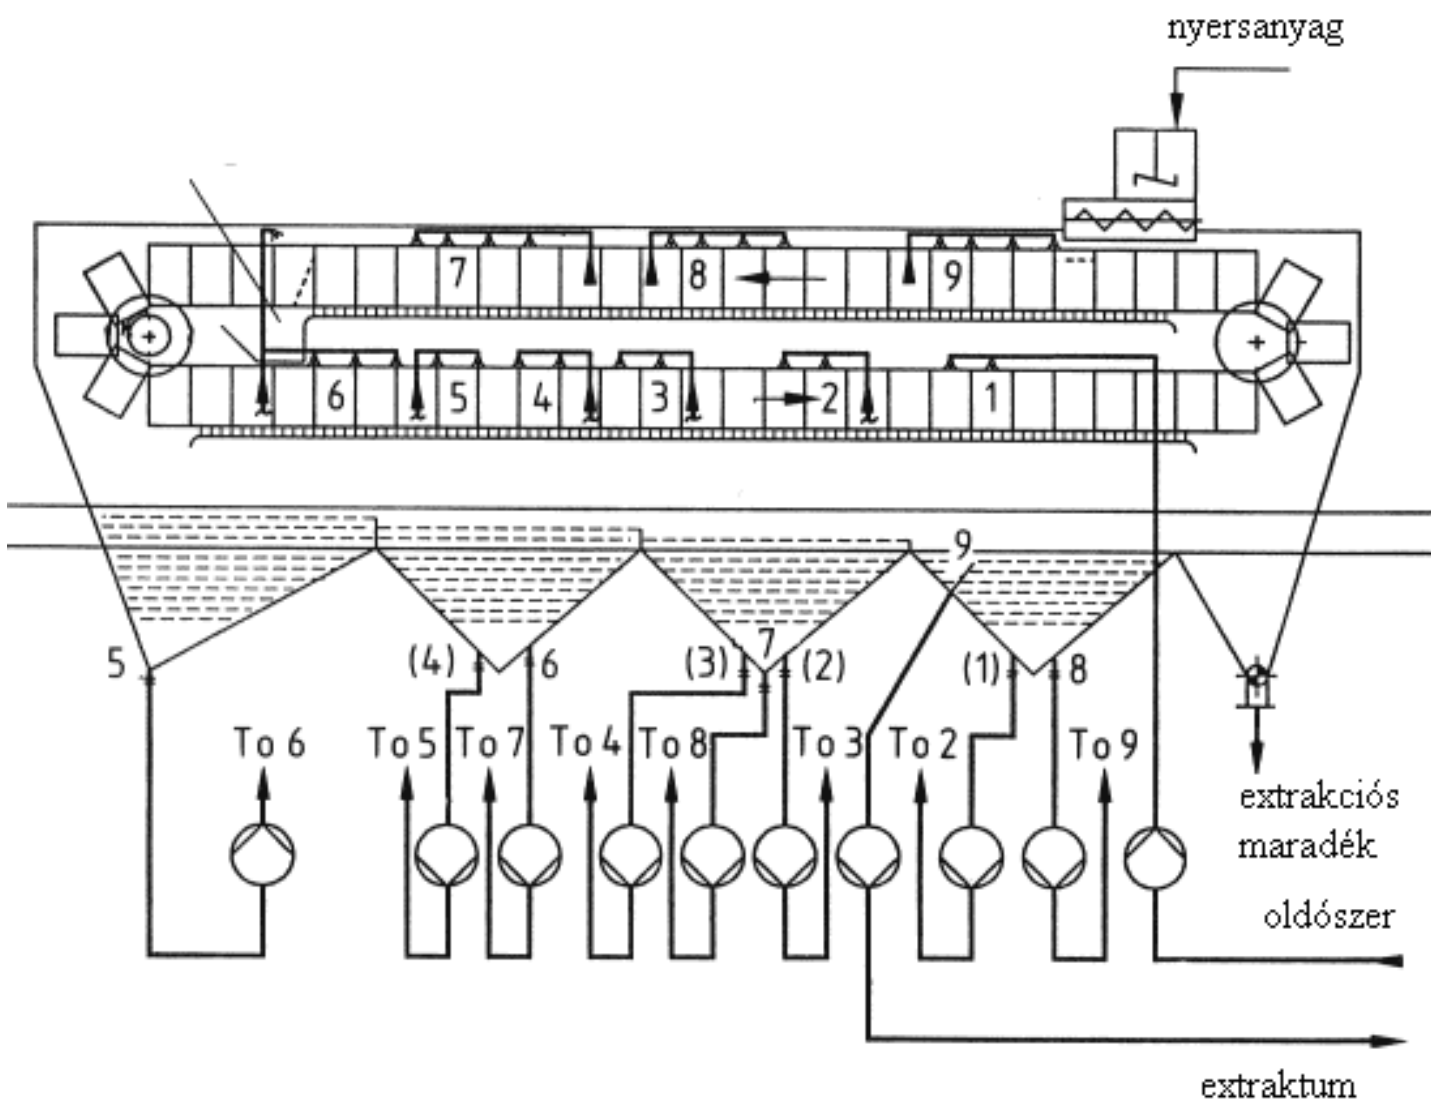 nyersanyag
7 8 9
6 5 4 3 2 1
9
5 (4) 6 (3) 7 (2) (1) 8
To 6 To 5 To 7 To 4 To 8 To 3 To 2 To 9
extrakciós
maradék
oldószer
extraktum